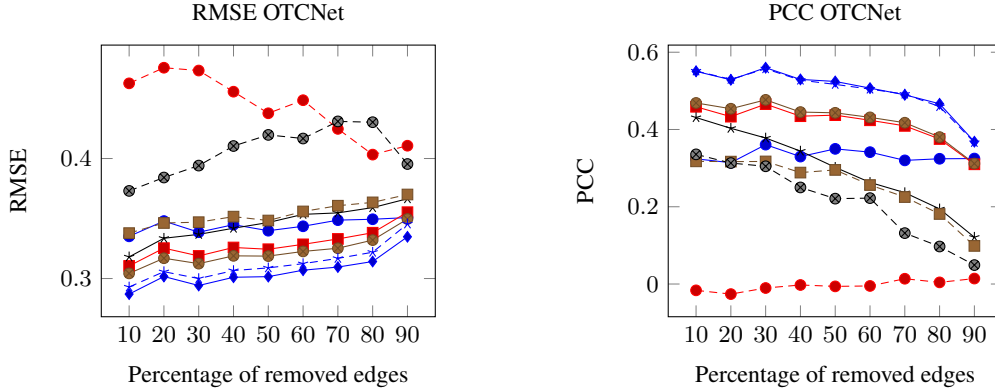 RMSE OTCNet
0.4
0.3
RMSE
10 20 30 40 50 60 70 80 90
Percentage of removed edges
PCC OTCNet
0.6
0.4
0.2
0
PCC
10 20 30 40 50 60 70 80 90
Percentage of removed edges